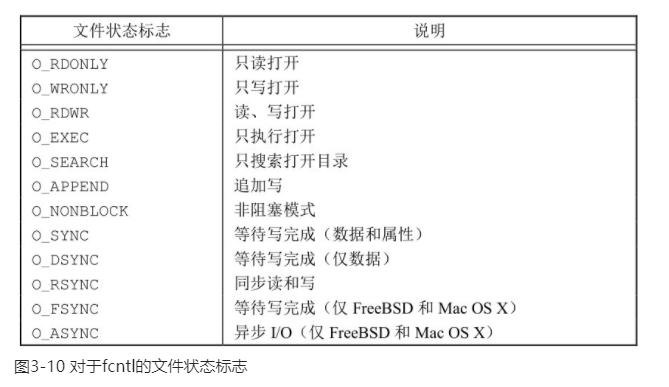 文件状态标志 说明
O_RDONLY 只读打开
O_WRONLY 只写打开
O_RDWR 读、写打开
O_EXEC 只执行打开
O_SEARCH 只搜索打开目录
O_APPEND 追加写
O_NONBLOCK 非阻塞模式
O_SYNC 等待写完成（数据和属性）
O_DSYNC 等待写完成（仅数据）
O_RSYNC 同步读和写
O_FSYNC 等待写完成（仅 FreeBSD 和 Mac OS X）
O_ASYNC 异步 I/O（仅 FreeBSD 和 Mac OS X）
图3-10 对于fcntl的文件状态标志